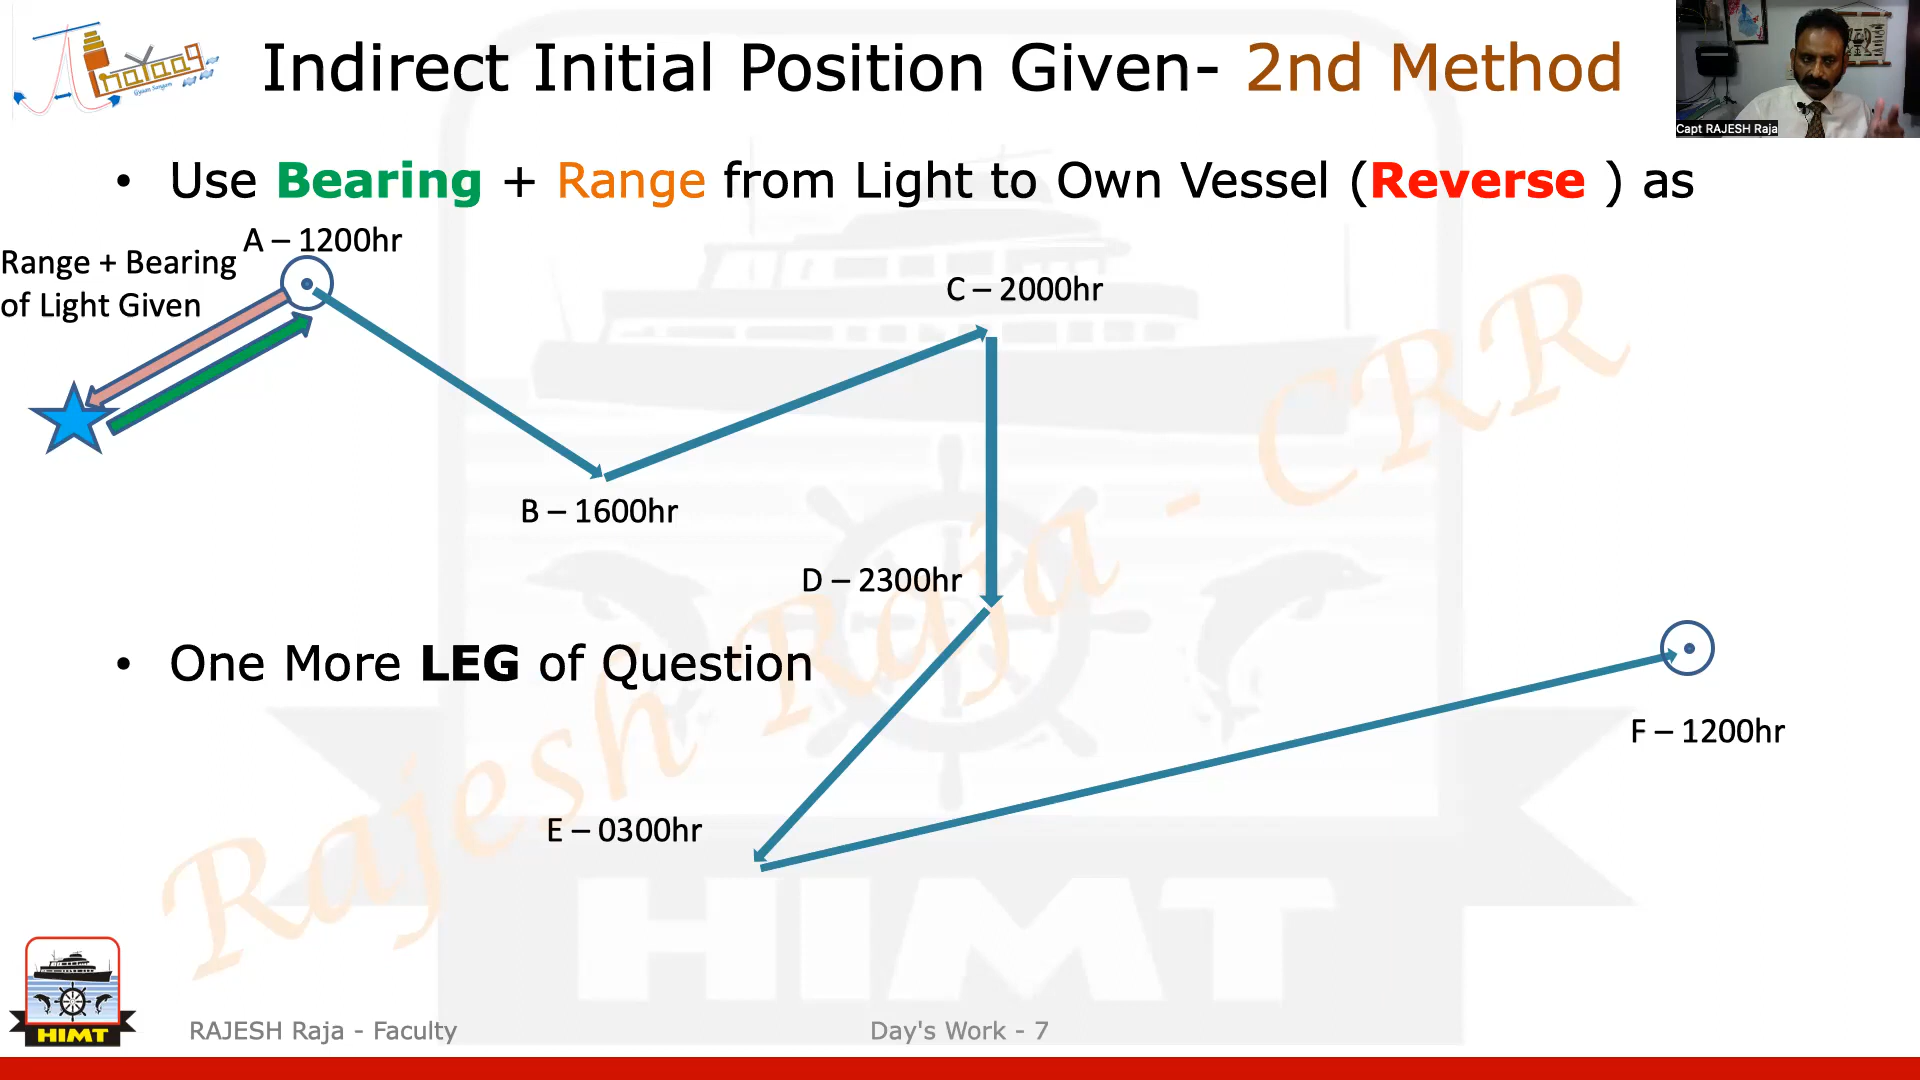 Indirect Initial Position Given- 2nd Method
Capt RAJESH Raja
• Use Bearing + Range from Light to Own Vessel (Reverse ) as
A – 1200hr
Range + Bearing
of Light Given
C – 2000hr
B – 1600hr
D – 2300hr
• One More LEG of Question
F – 1200hr
E – 0300hr
Rajesh Raja - CRR
HIMT
HIMT
RAJESH Raja - Faculty
Day's Work - 7